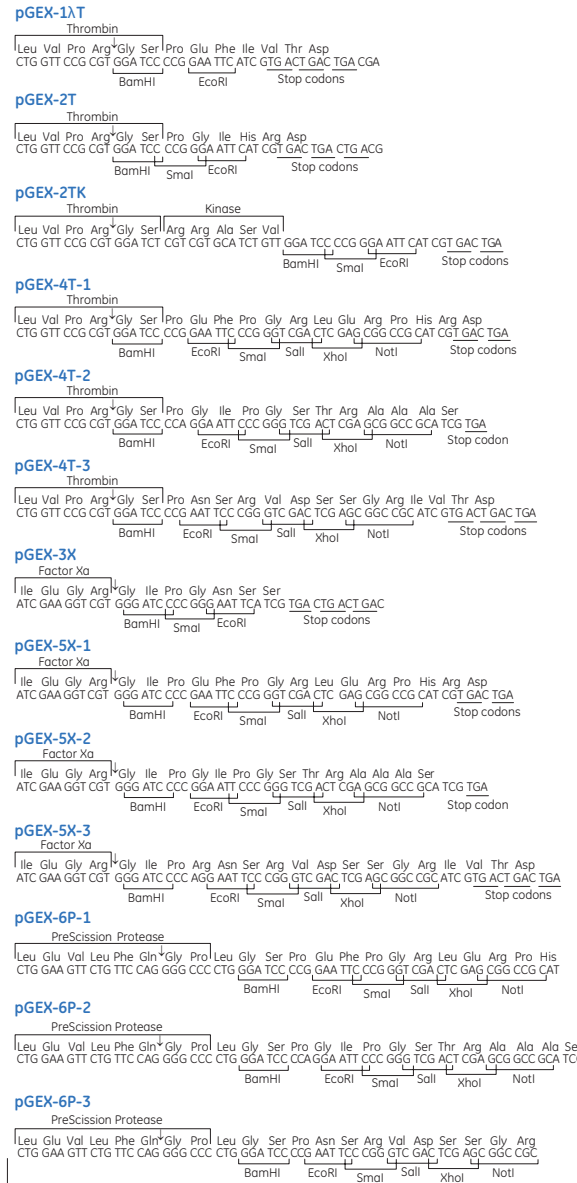 pGEX-1λT
Thrombin
Leu Val Pro Arg↓Gly Ser Pro Glu Phe Ile Val Thr Asp
CTG GTT CCG CGT GGA TCC CCG GAA TTC ATC GTG ACT GAC TGA CGA
BamHI EcoRI Stop codons
pGEX-2T
Thrombin
Leu Val Pro Arg↓Gly Ser Pro Gly Ile His Arg Asp
CTG GTT CCG CGT GGA TCC CCG GGA ATT CAT CGT GAC TGA CTG ACG
BamHI SmaI EcoRI Stop codons
pGEX-2TK
Thrombin Kinase
Leu Val Pro Arg↓Gly Ser Arg Arg Ala Ser Val
CTG GTT CCG CGT GGA TCT CGT CGT GCA TCT GTT GGA TCC CCG GGA ATT CAT CGT GAC TGA
BamHI SmaI EcoRI Stop codons
pGEX-4T-1
Thrombin
Leu Val Pro Arg↓Gly Ser Pro Glu Phe Pro Gly Arg Leu Glu Arg Pro His Arg Asp
CTG GTT CCG CGT GGA TCC CCG GAA TTC CCG GGT CGA CTC GAG CGG CCG CAT CGT GAC TGA
BamHI EcoRI SmaI SalI XhoI NotI Stop codons
pGEX-4T-2
Thrombin
Leu Val Pro Arg↓Gly Ser Pro Gly Ile Pro Gly Ser Thr Arg Ala Ala Ala Ser
CTG GTT CCG CGT GGA TCC CCA GGA ATT CCC GGG TCG ACT CGA GCG GCC GCA TCG TGA
BamHI EcoRI SmaI SalI XhoI NotI Stop codon
pGEX-4T-3
Thrombin
Leu Val Pro Arg↓Gly Ser Pro Asn Ser Arg Val Asp Ser Ser Gly Arg Ile Val Thr Asp
CTG GTT CCG CGT GGA TCC CCG AAT TCC CGG GTC GAC TCG AGC GGC CGC ATC GTG ACT GAC TGA
BamHI EcoRI SmaI SalI XhoI NotI Stop codons
pGEX-3X
Factor Xa
Ile Glu Gly Arg↓Gly Ile Pro Gly Asn Ser Ser
ATC GAA GGT CGT GGG ATC CCC GGG AAT TCA TCG TGA CTG ACT GAC
BamHI SmaI EcoRI Stop codons
pGEX-5X-1
Factor Xa
Ile Glu Gly Arg↓Gly Ile Pro Glu Phe Pro Gly Arg Leu Glu Arg Pro His Arg Asp
ATC GAA GGT CGT GGG ATC CCC GAA TTC CCG GGT CGA CTC GAG CGG CCG CAT CGT GAC TGA
BamHI EcoRI SmaI SalI XhoI NotI Stop codons
pGEX-5X-2
Factor Xa
Ile Glu Gly Arg↓Gly Ile Pro Gly Ile Pro Gly Ser Thr Arg Ala Ala Ala Ser
ATC GAA GGT CGT GGG ATC CCC GGA ATT CCC GGG TCG ACT CGA GCG GCC GCA TCG TGA
BamHI EcoRI SmaI SalI XhoI NotI Stop codon
pGEX-5X-3
Factor Xa
Ile Glu Gly Arg↓Gly Ile Pro Arg Asn Ser Arg Val Asp Ser Ser Gly Arg Ile Val Thr Asp
ATC GAA GGT CGT GGG ATC CCC AGG AAT TCC CGG GTC GAC TCG AGC GGC CGC ATC GTG ACT GAC TGA
BamHI EcoRI SmaI SalI XhoI NotI Stop codons
pGEX-6P-1
PreScission Protease
Leu Glu Val Leu Phe Gln↓Gly Pro Leu Gly Ser Pro Glu Phe Pro Gly Arg Leu Glu Arg Pro His
CTG GAA GTT CTG TTC CAG GGG CCC CTG GGA TCC CCG GAA TTC CCG GGT CGA CTC GAG CGG CCG CAT
BamHI EcoRI SmaI SalI XhoI NotI
pGEX-6P-2
PreScission Protease
Leu Glu Val Leu Phe Gln↓Gly Pro Leu Gly Ser Pro Gly Ile Pro Gly Ser Thr Arg Ala Ala Ala Se
CTG GAA GTT CTG TTC CAG GGG CCC CTG GGA TCC CCA GGA ATT CCC GGG TCG ACT CGA GCG GCC GCA TC
BamHI EcoRI SmaI SalI XhoI NotI
pGEX-6P-3
PreScission Protease
Leu Glu Val Leu Phe Gln↓Gly Pro Leu Gly Ser Pro Asn Ser Arg Val Asp Ser Ser Gly Arg
CTG GAA GTT CTG TTC CAG GGG CCC CTG GGA TCC CCG AAT TCC CGG GTC GAC TCG AGC GGC CGC
BamHI EcoRI SmaI SalI XhoI NotI